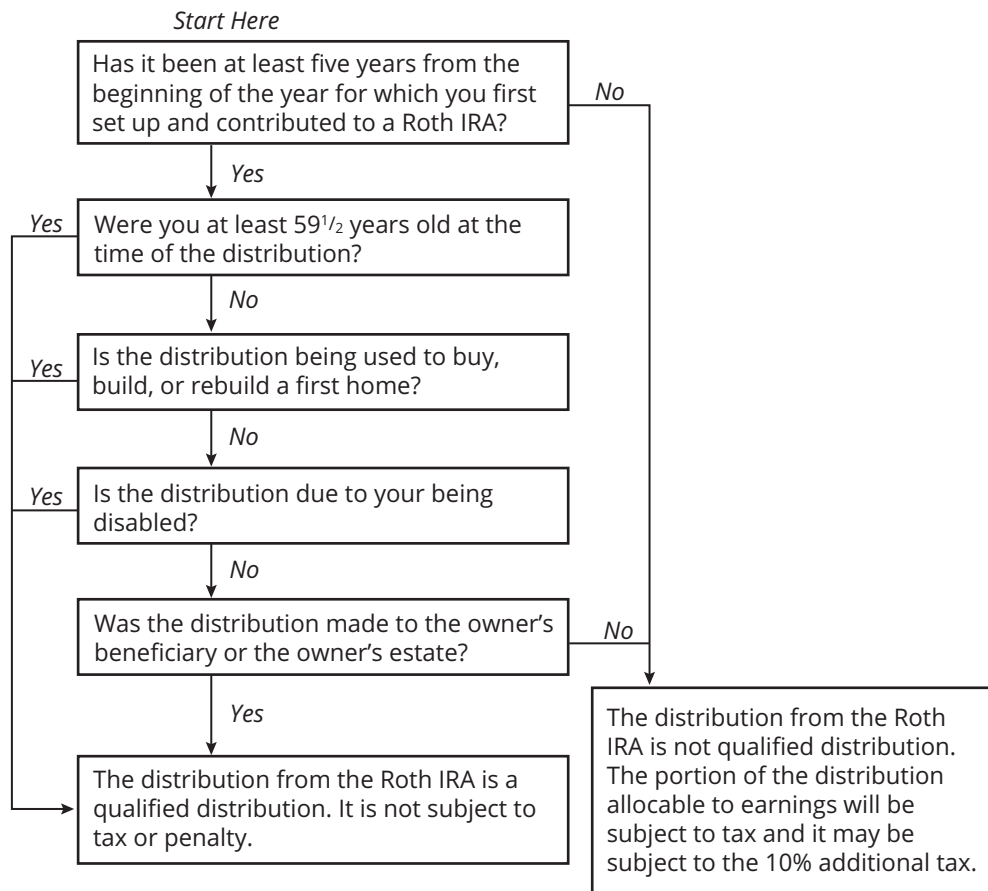 Start Here
Has it been at least five years from the
beginning of the year for which you first
set up and contributed to a Roth IRA?
No
Yes
Yes
Were you at least 59 1/2 years old at the
time of the distribution?
No
Yes
Is the distribution being used to buy,
build, or rebuild a first home?
No
Yes
Is the distribution due to your being
disabled?
No
Was the distribution made to the owner’s
beneficiary or the owner’s estate?
No
Yes
The distribution from the Roth IRA is a
qualified distribution. It is not subject to
tax or penalty.
The distribution from the Roth
IRA is not qualified distribution.
The portion of the distribution
allocable to earnings will be
subject to tax and it may be
subject to the 10% additional tax.